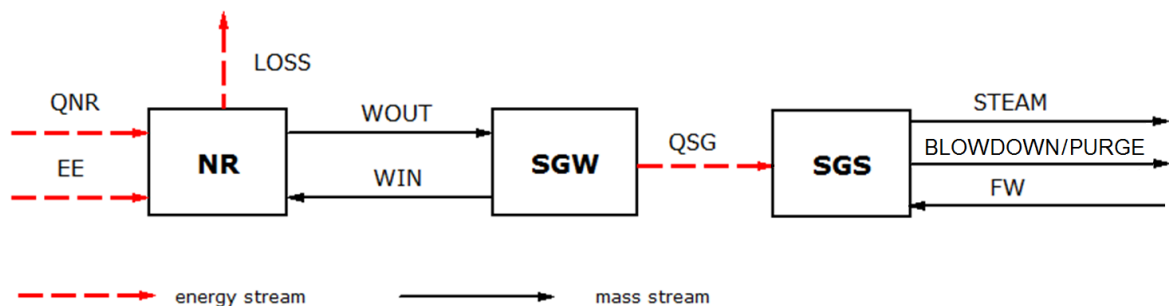 LOSS
QNR
WOUT
STEAM
EE
NR
SGW
QSG
SGS
BLOWDOWN/PURGE
WIN
FW
energy stream
mass stream